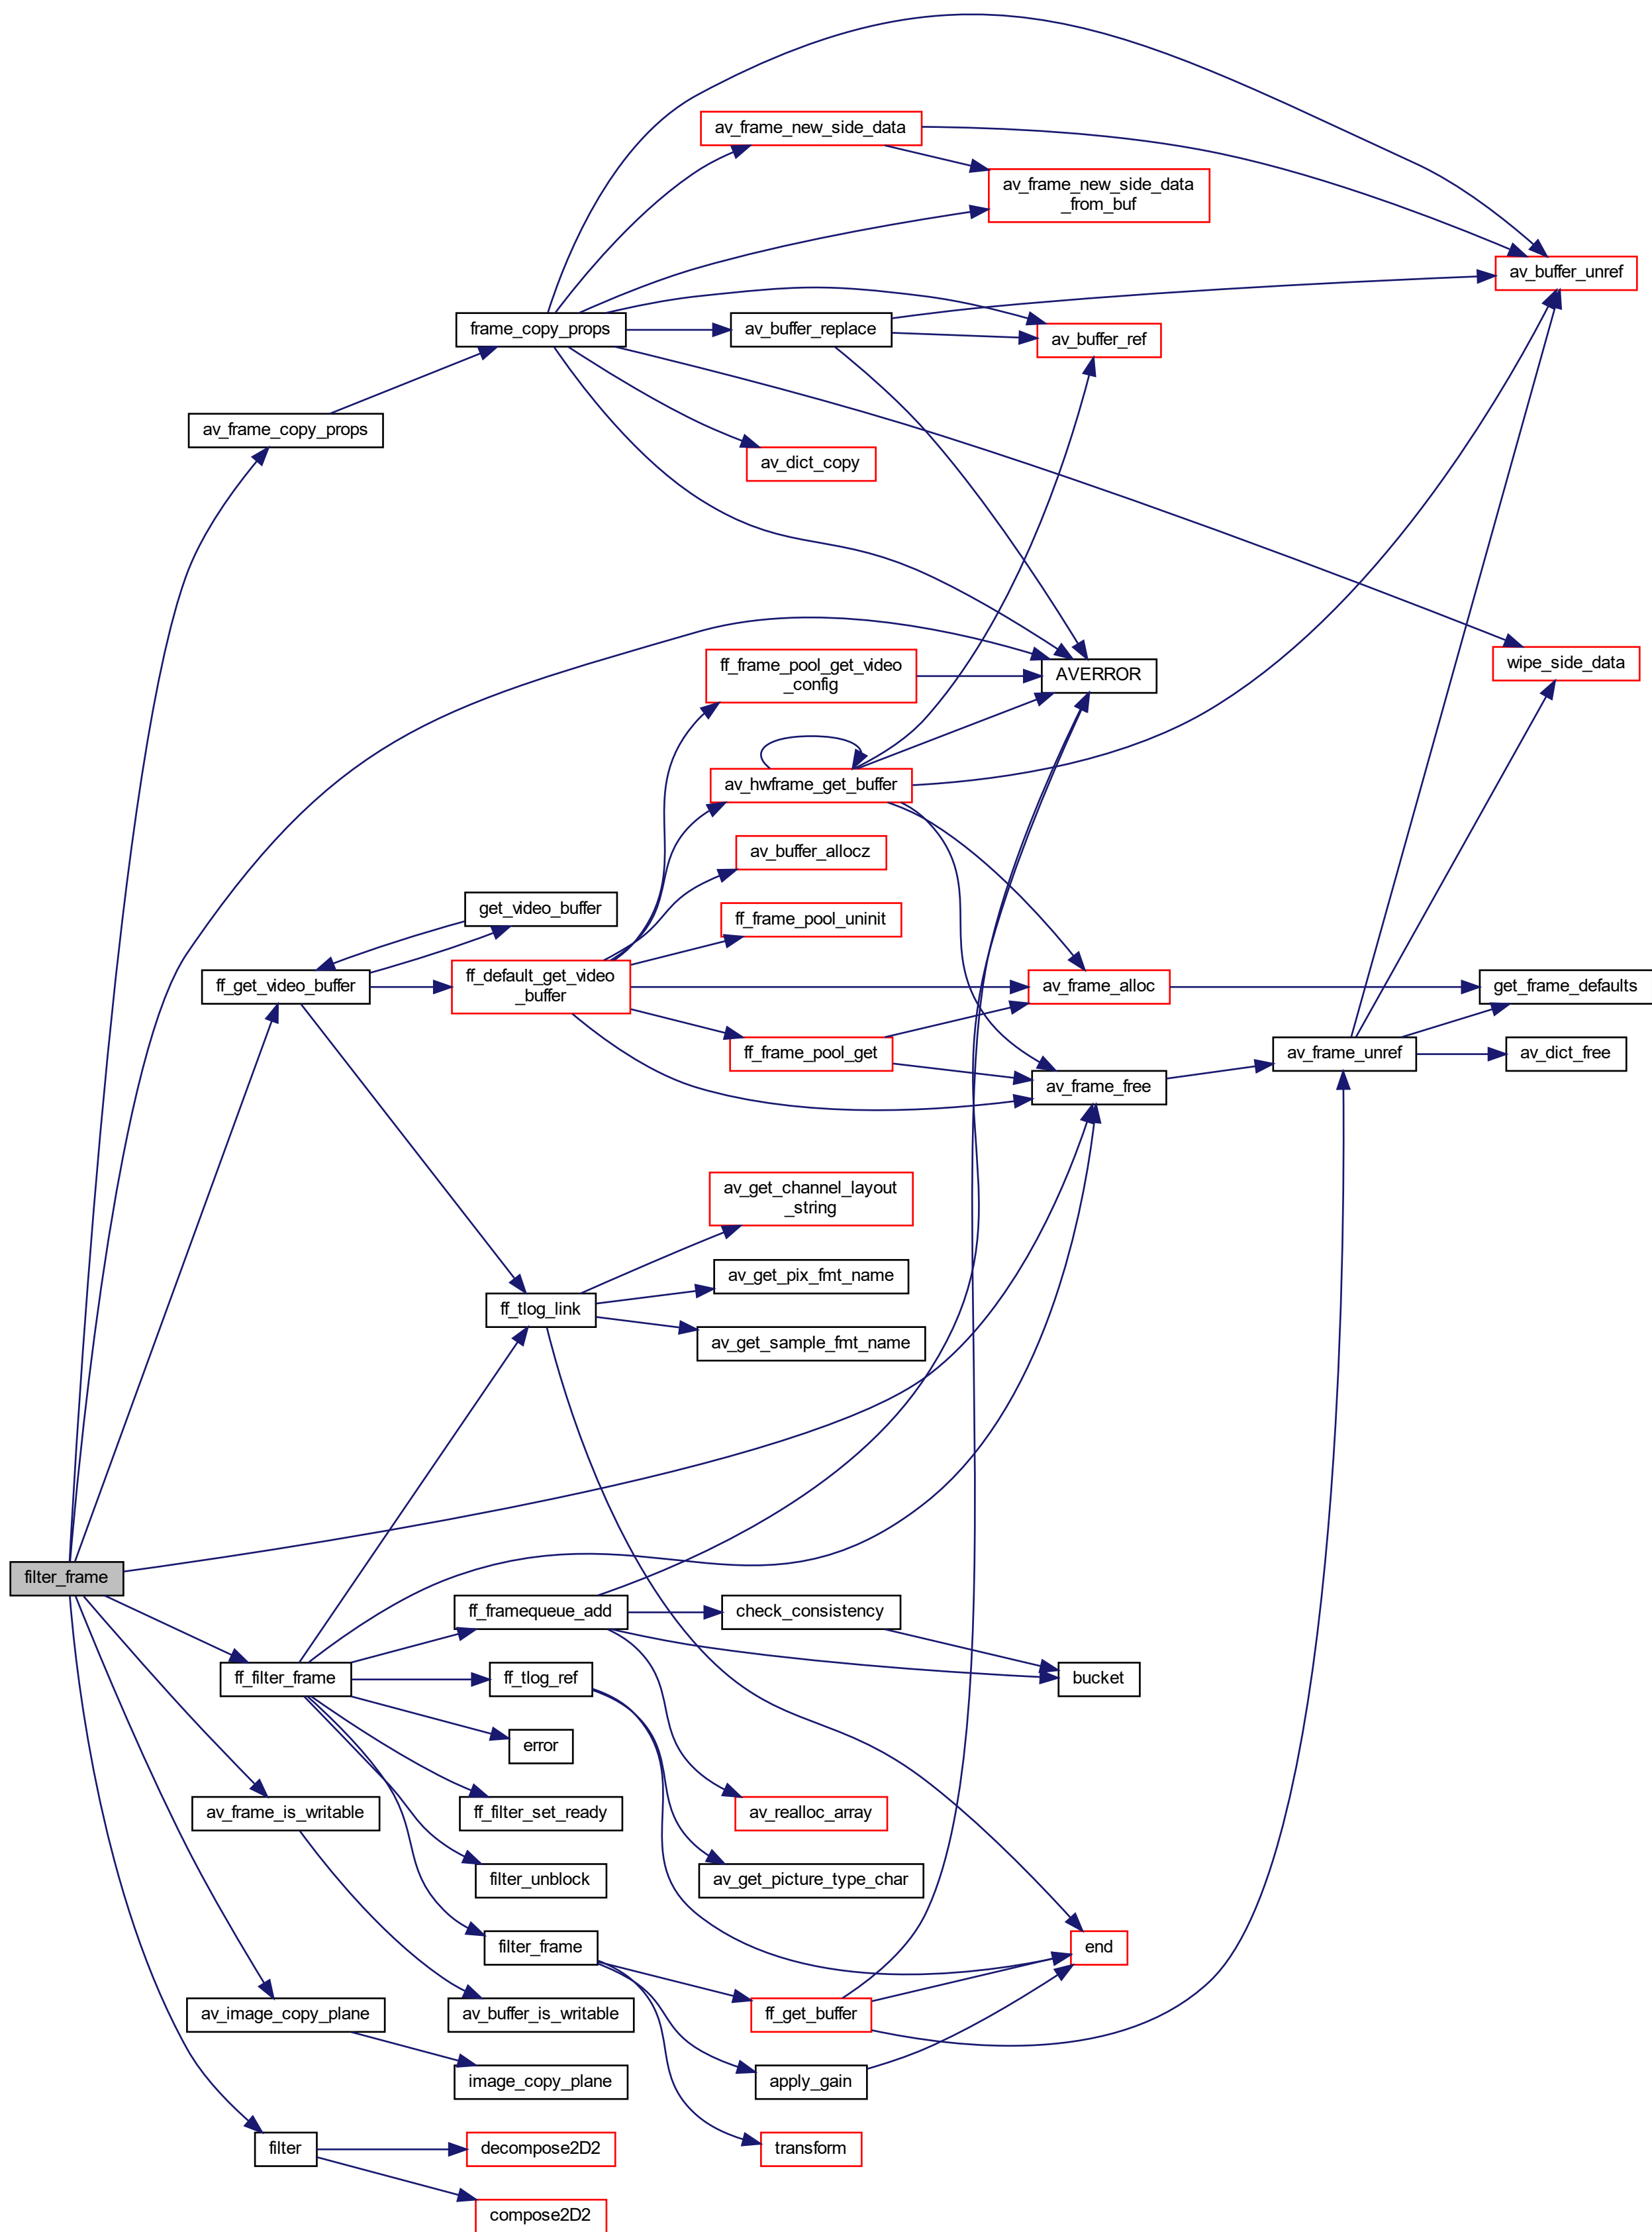 av_frame_new_side_data
av_frame_new_side_data
_from_buf
av_buffer_unref
frame_copy_props
av_buffer_replace
av_buffer_ref
av_frame_copy_props
av_dict_copy
ff_frame_pool_get_video
_config
AVERROR
wipe_side_data
av_hwframe_get_buffer
av_buffer_allocz
get_video_buffer
ff_frame_pool_uninit
ff_get_video_buffer
ff_default_get_video
_buffer
av_frame_alloc
get_frame_defaults
ff_frame_pool_get
av_frame_unref
av_dict_free
av_frame_free
av_get_channel_layout
_string
av_get_pix_fmt_name
ff_tlog_link
av_get_sample_fmt_name
filter_frame
ff_framequeue_add
check_consistency
ff_filter_frame
ff_tlog_ref
bucket
error
av_frame_is_writable
ff_filter_set_ready
av_realloc_array
filter_unblock
av_get_picture_type_char
filter_frame
end
av_image_copy_plane
av_buffer_is_writable
ff_get_buffer
image_copy_plane
apply_gain
filter
decompose2D2
transform
compose2D2